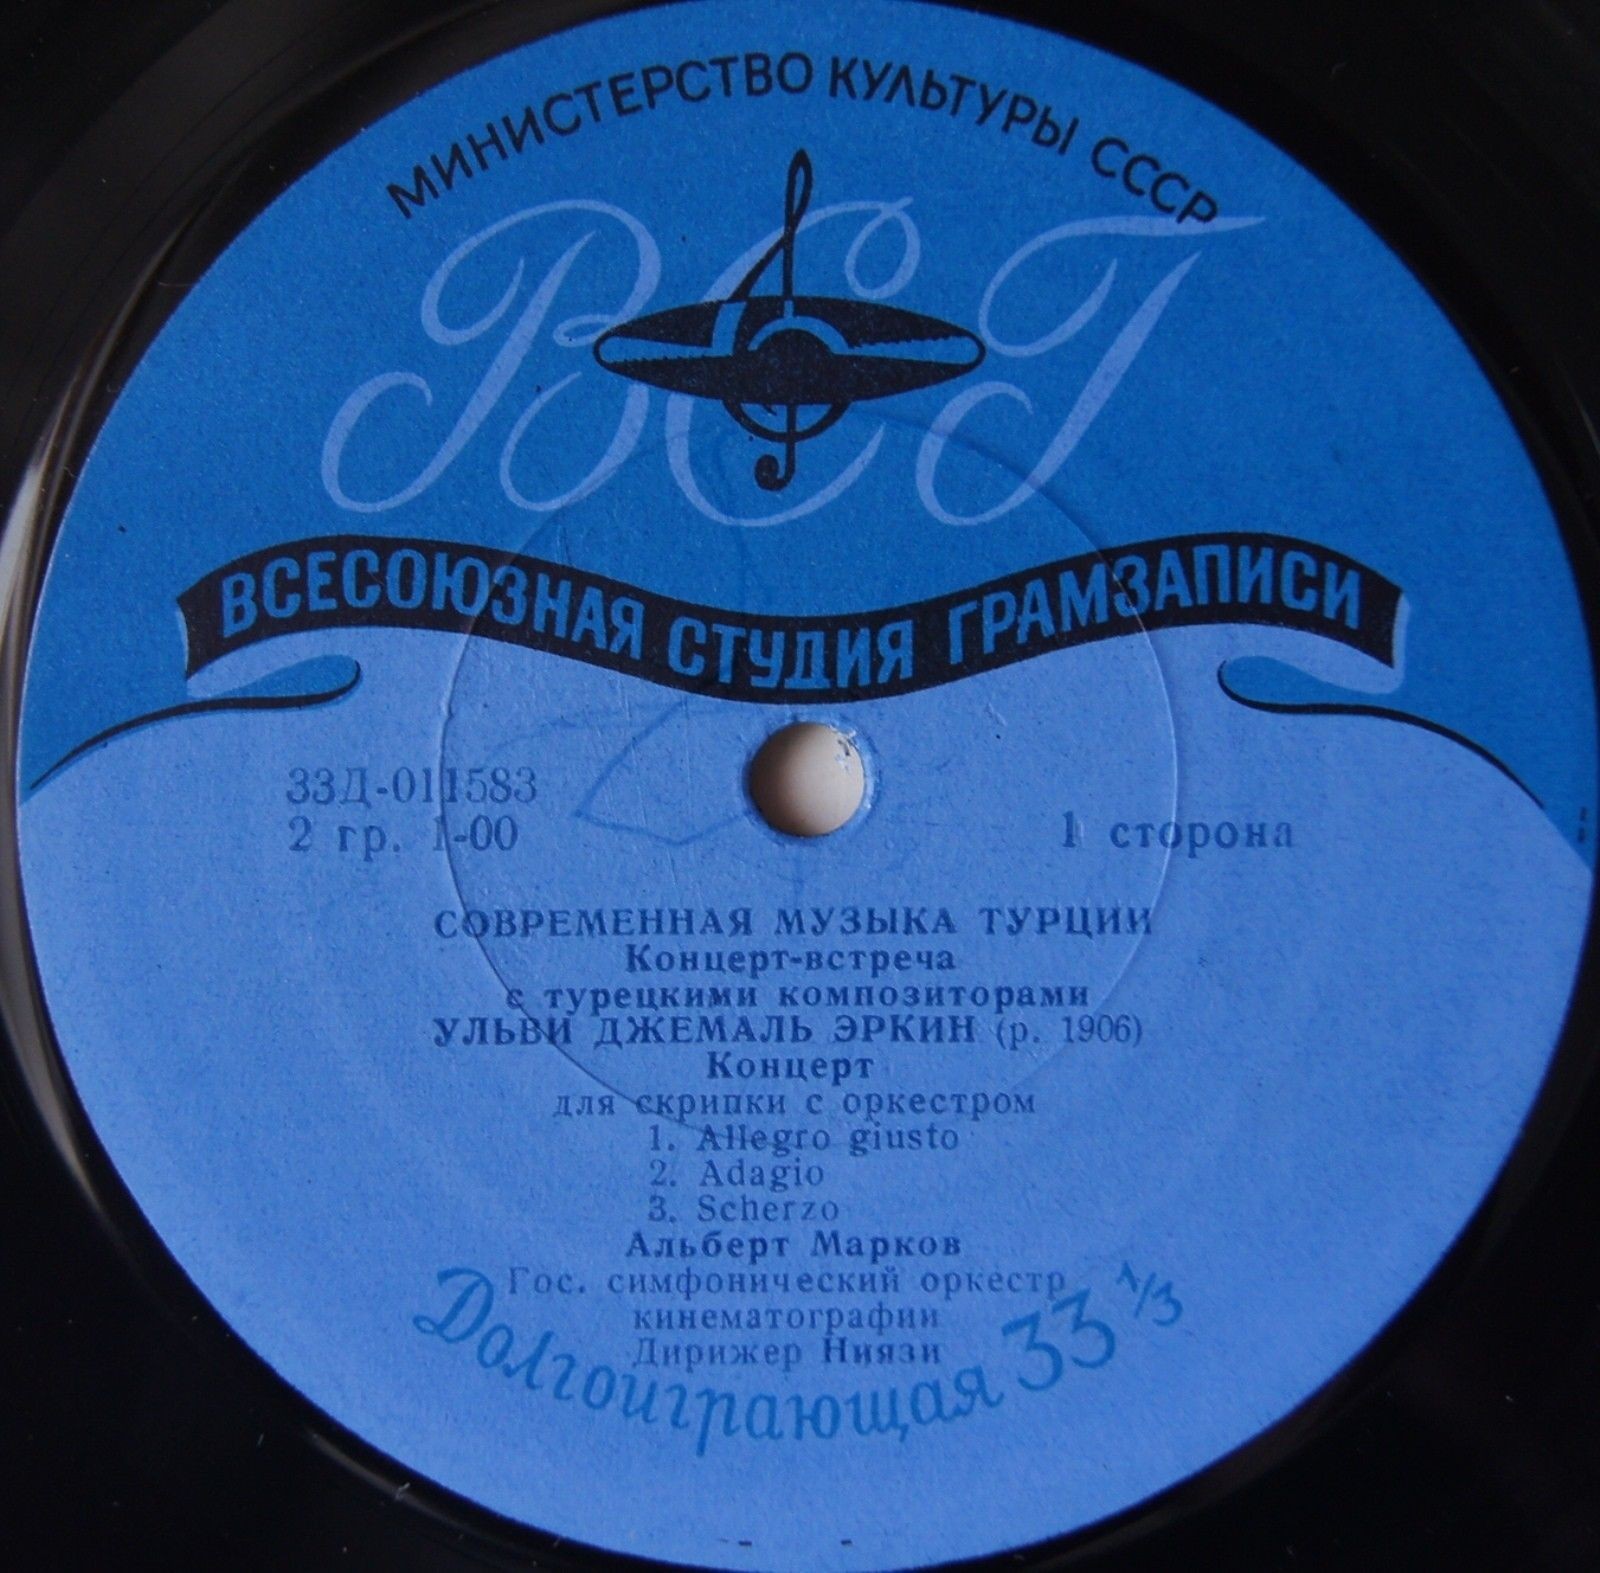 МИНИСТЕРСТВО КУЛЬТУРЫ СССР
ВСГ
ВСЕСОЮЗНАЯ СТУДИЯ ГРАМЗАПИСИ
33Д-011583
2 гр. 1-00
1 сторона
СОВРЕМЕННАЯ МУЗЫКА ТУРЦИИ
Концерт-встреча
с турецкими композиторами
УЛЬВИ ДЖЕМАЛЬ ЭРКИН (р. 1906)
Концерт
для скрипки с оркестром
1. Allegro giusto
2. Adagio
3. Scherzo
Альберт Марков
Гос. симфонический оркестр
кинематографии
Дирижер Ниязи
Долгоиграющая 33 1/3